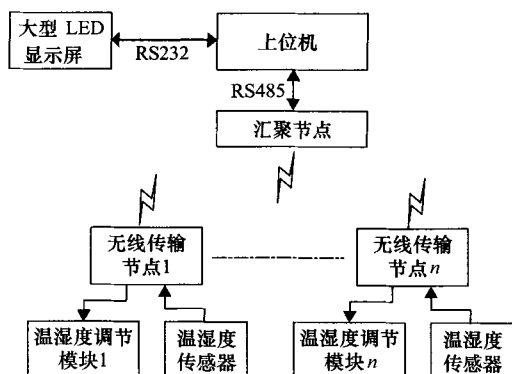 大型 LED
显示屏
RS232
上位机
RS485
汇聚节点
无线传输
节点1
无线传输
节点n
温湿度调节
模块1
温湿度
传感器
温湿度调节
模块n
温湿度
传感器